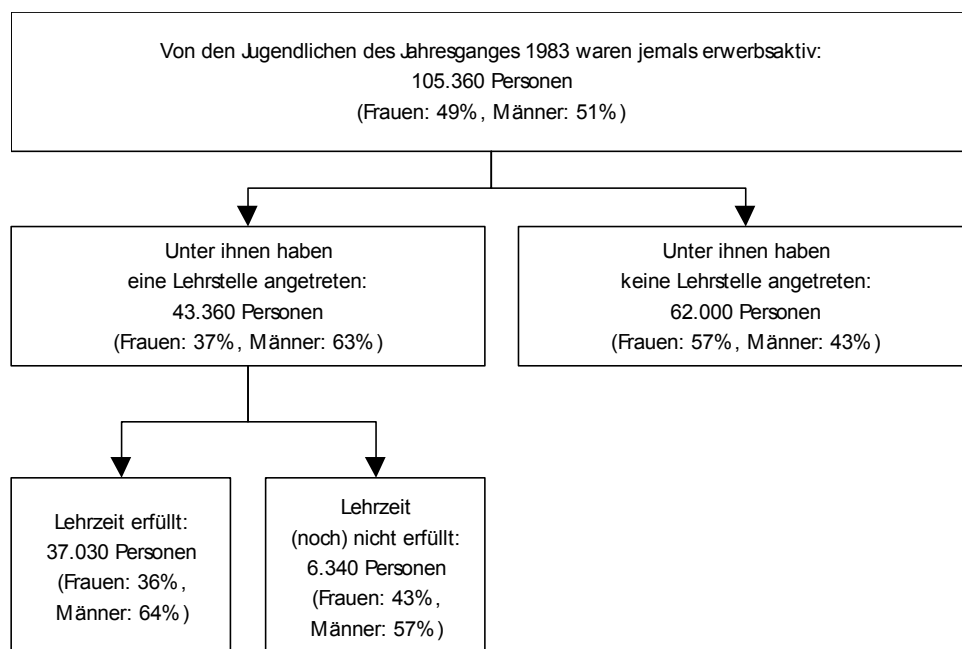 Von den Jugendlichen des Jahresganges 1983 waren jemals erwerbsaktiv:
105.360 Personen
(Frauen: 49%, Männer: 51%)
Unter ihnen haben
eine Lehrstelle angetreten:
43.360 Personen
(Frauen: 37%, Männer: 63%)
Unter ihnen haben
keine Lehrstelle angetreten:
62.000 Personen
(Frauen: 57%, Männer: 43%)
Lehrzeit erfüllt:
37.030 Personen
(Frauen: 36%,
Männer: 64%)
Lehrzeit
(noch) nicht erfüllt:
6.340 Personen
(Frauen: 43%,
Männer: 57%)